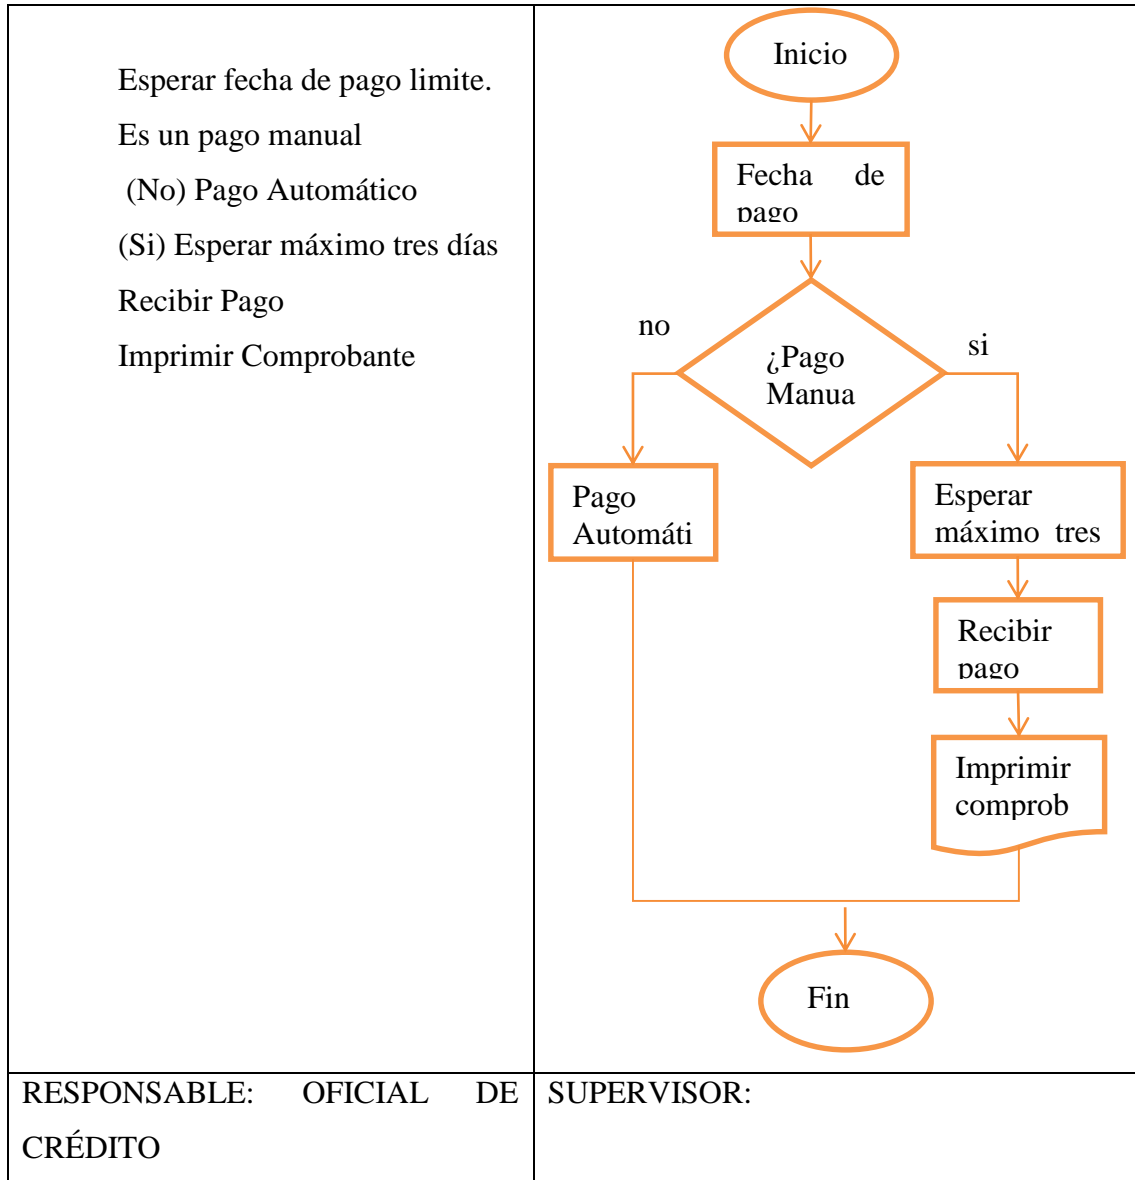 Esperar fecha de pago limite.
Es un pago manual
(No) Pago Automático
(Si) Esperar máximo tres días
Recibir Pago
Imprimir Comprobante
Inicio
Fecha de
pago
¿Pago
Manua
no
si
Pago
Automáti
Esperar
máximo tres
Recibir
pago
Imprimir
comprob
Fin
RESPONSABLE: OFICIAL DE
CRÉDITO
SUPERVISOR: